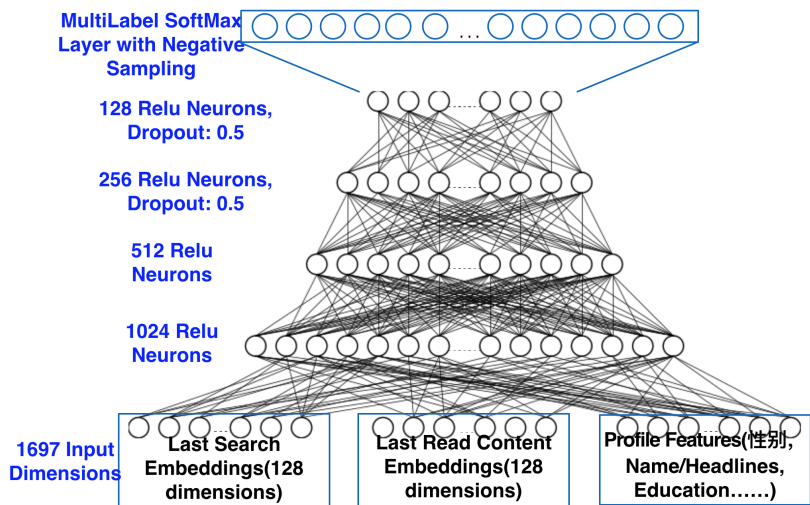 MultiLabel SoftMax
Layer with Negative
Sampling
...
128 Relu Neurons,
Dropout: 0.5
256 Relu Neurons,
Dropout: 0.5
512 Relu
Neurons
1024 Relu
Neurons
1697 Input
Dimensions
Last Search
Embeddings(128
dimensions)
Last Read Content
Embeddings(128
dimensions)
Profile Features(性别,
Name/Headlines,
Education……)